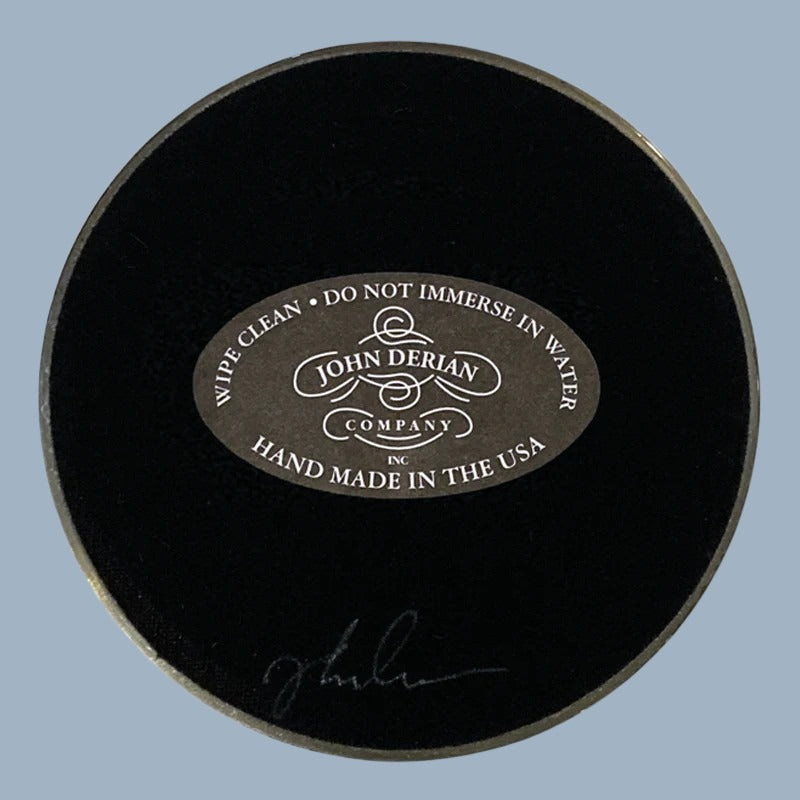 WIPE CLEAN • DO NOT IMMERSE IN WATER
JOHN DERIAN
COMPANY
INC
HAND MADE IN THE USA